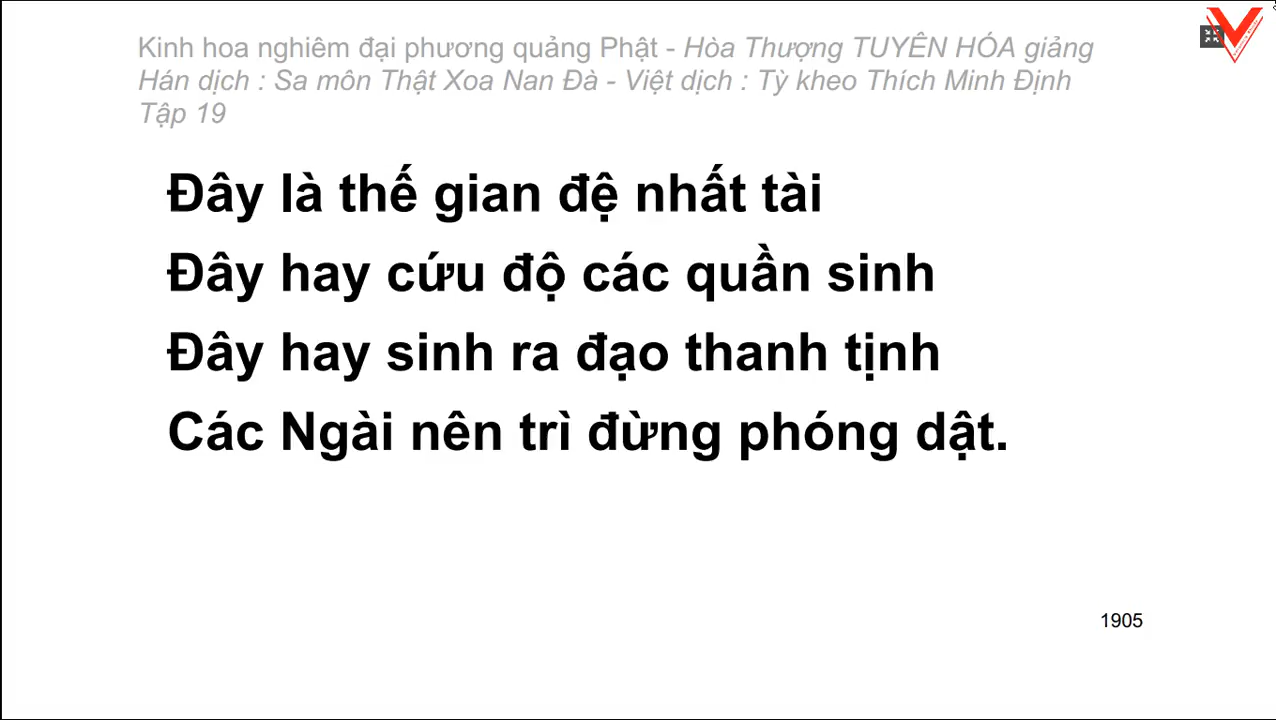 Kinh hoa nghiêm đại phương quảng Phật - Hòa Thượng TUYÊN HÓA giảng
Hán dịch : Sa môn Thật Xoa Nan Đà - Việt dịch : Tỳ kheo Thích Minh Định
Tập 19
Đây là thế gian đệ nhất tài
Đây hay cứu độ các quần sinh
Đây hay sinh ra đạo thanh tịnh
Các Ngài nên trì đừng phóng dật.
1905